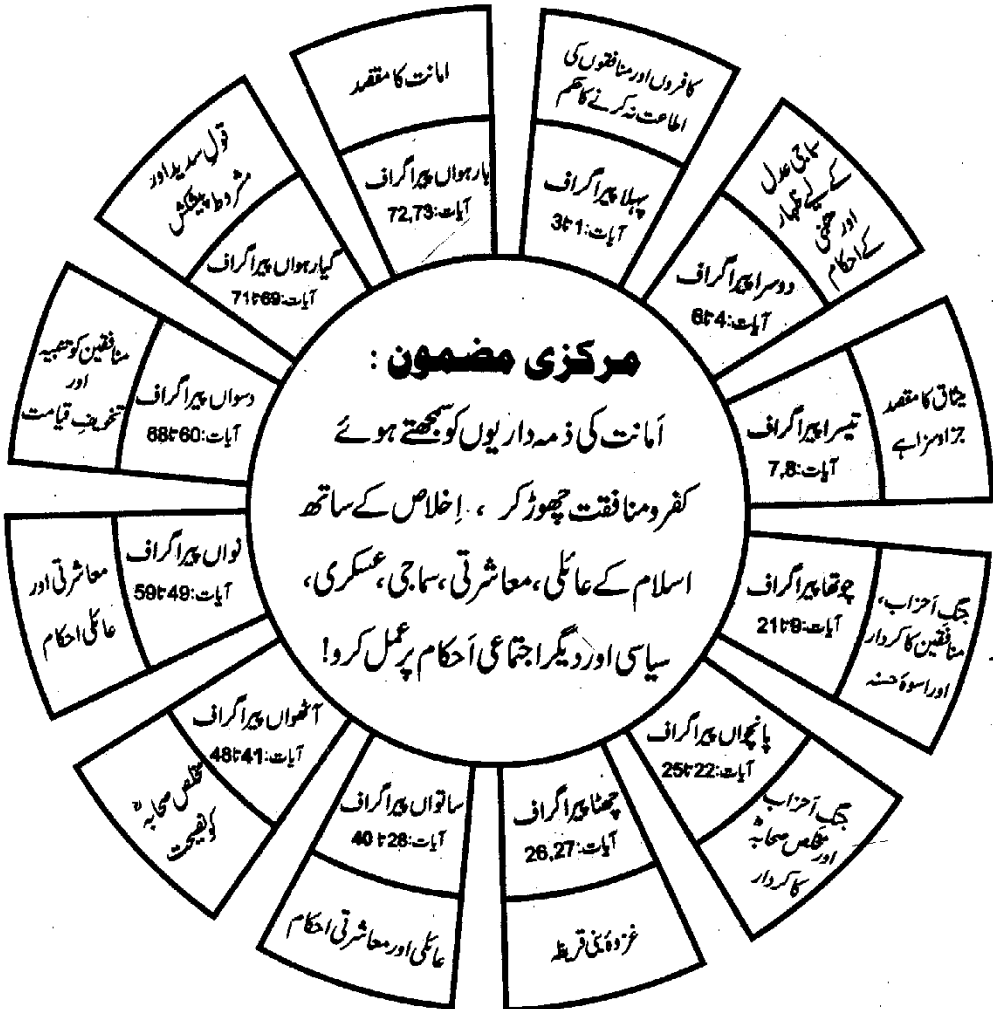 مرکزی مضمون :
اَمانت کی ذمہ داریوں کو سمجھتے ہوئے
کفر و منافقت چھوڑ کر ، اِخلاص کے ساتھ
اسلام کے عائلی، معاشرتی، سماجی، عسکری،
سیاسی اور دیگر اجتماعی اَحکام پر عمل کرو!
کافروں اور منافقوں کی
اطاعت نہ کرنے کا حکم
پہلا پیراگراف
آیات:1تا3
سماجی عدل
کے لیے ظہار
اور متبنّٰی
کے احکام
دوسرا پیراگراف
آیات:4تا6
میثاق کا مقصد
جزا و سزا ہے
تیسرا پیراگراف
آیات:7,8
جنگِ اَحزاب،
منافقین کا کردار
اور اسوۂ حسنہ
چوتھا پیراگراف
آیات:9تا21
جنگِ اَحزاب
اور مخلص صحابہؓ
کا کردار
پانچواں پیراگراف
آیات:22تا25
چھٹا پیراگراف
آیات:26,27
غزوۂ بنی قریظہ
ساتواں پیراگراف
آیات:28تا40
عائلی اور معاشرتی احکام
آٹھواں پیراگراف
آیات:41تا48
مخلص صحابہؓ
کو نصیحت
نواں پیراگراف
آیات:49تا59
معاشرتی اور
عائلی احکام
دسواں پیراگراف
آیات:60تا68
منافقین کو تنبیہ
اور
تخویفِ قیامت
قولِ سدید اور
مشروط پیشکش
گیارہواں پیراگراف
آیات:69تا71
امانت کا مقصد
بارہواں پیراگراف
آیات:72,73